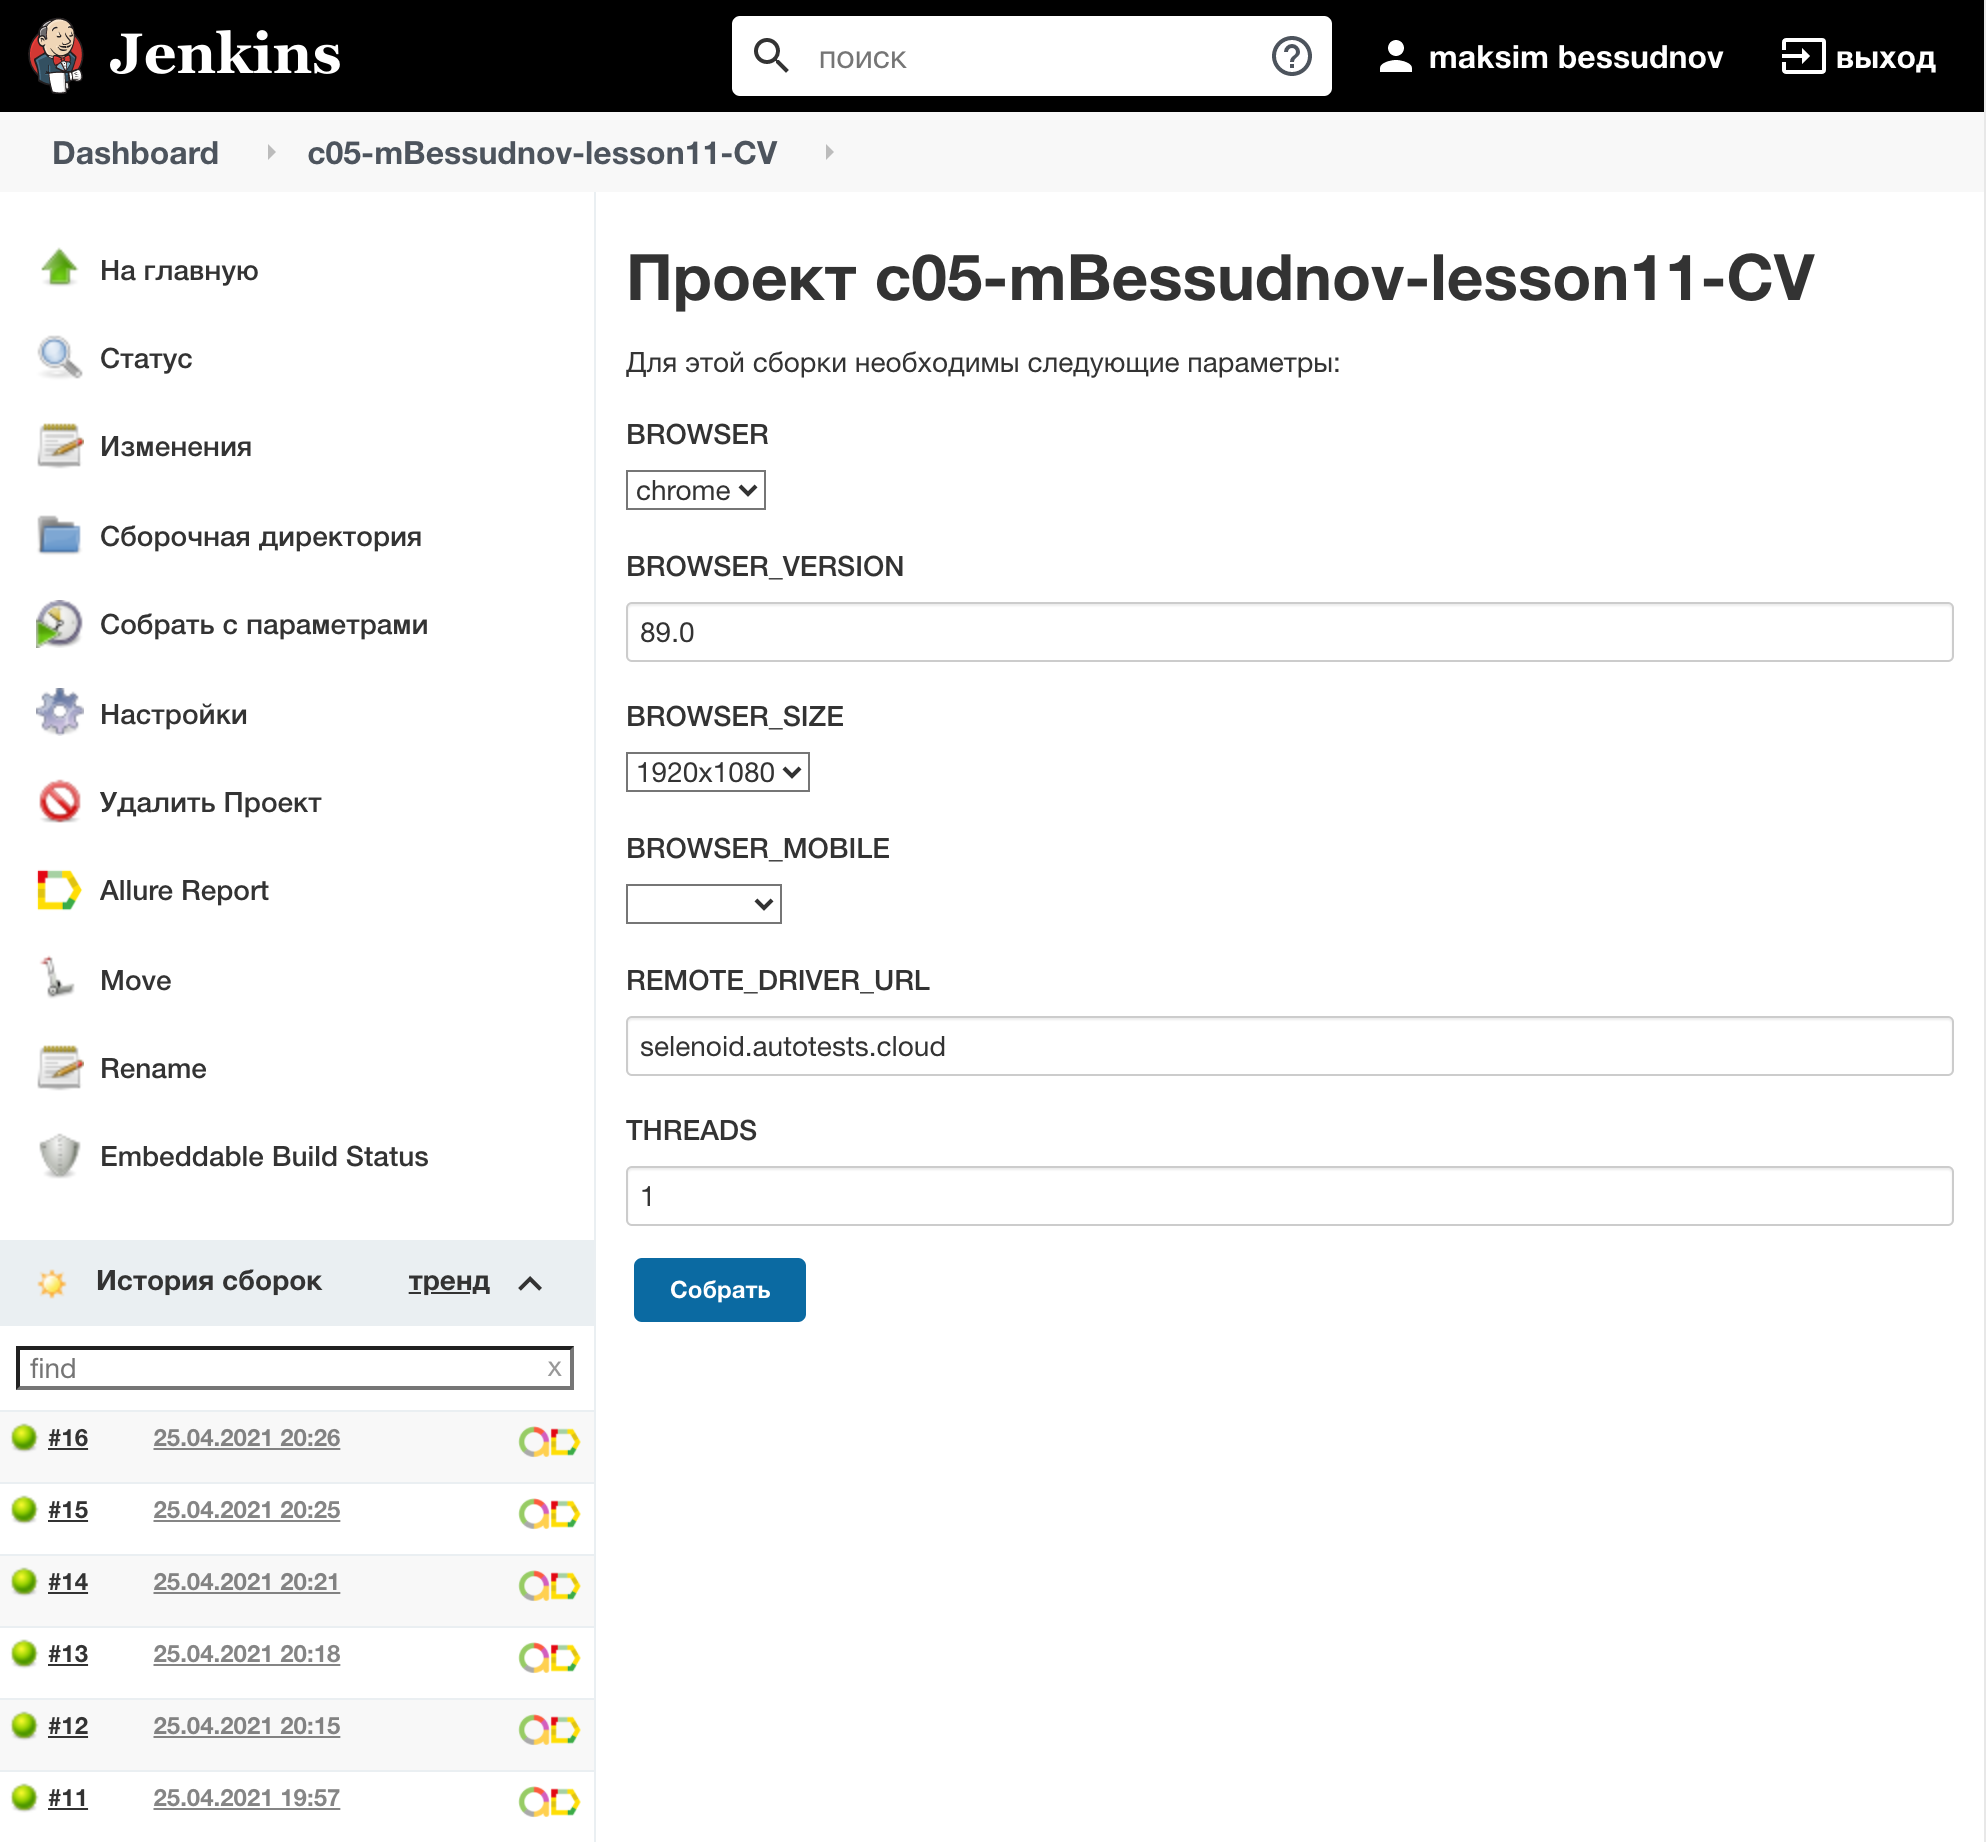 Jenkins
поиск
maksim bessudnov
выход
Dashboard
c05-mBessudnov-lesson11-CV
На главную
Статус
Изменения
Сборочная директория
Собрать с параметрами
Настройки
Удалить Проект
Allure Report
Move
Rename
Embeddable Build Status
История сборок тренд
find x
#16 25.04.2021 20:26
#15 25.04.2021 20:25
#14 25.04.2021 20:21
#13 25.04.2021 20:18
#12 25.04.2021 20:15
#11 25.04.2021 19:57
Проект c05-mBessudnov-lesson11-CV
Для этой сборки необходимы следующие параметры:
BROWSER
chrome
BROWSER_VERSION
89.0
BROWSER_SIZE
1920x1080
BROWSER_MOBILE
REMOTE_DRIVER_URL
selenoid.autotests.cloud
THREADS
1
Собрать